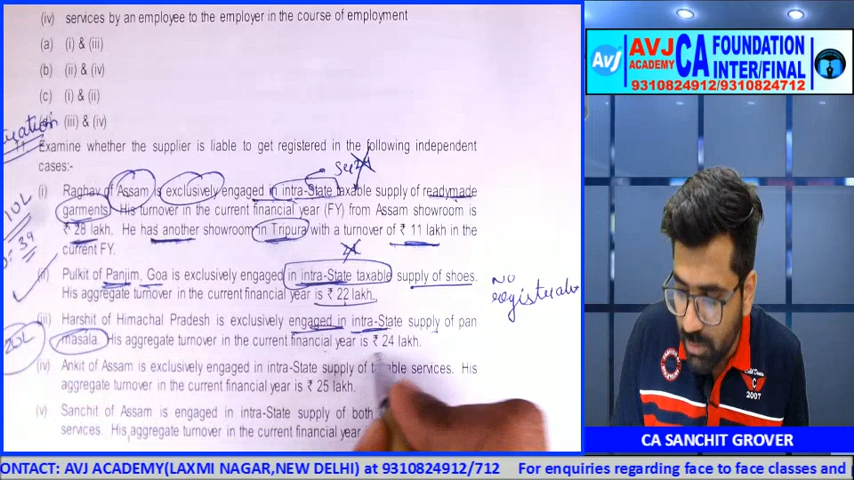 (iv) services by an employee to the employer in the course of employment
(a) (i) & (iii)
(b) (ii) & (iv)
(c) (i) & (ii)
(iii) & (iv)
11. Examine whether the supplier is liable to get registered in the following independent
cases:-
(i) Raghav of Assam is exclusively engaged in intra-State taxable supply of readymade
garments. His turnover in the current financial year (FY) from Assam showroom is
₹ 28 lakh. He has another showroom in Tripura with a turnover of ₹ 11 lakh in the
current FY.
(ii) Pulkit of Panjim, Goa is exclusively engaged in intra-State taxable supply of shoes.
His aggregate turnover in the current financial year is ₹ 22 lakh.
No
(iii) Harshit of Himachal Pradesh is exclusively engaged in intra-State supply of pan
masala. His aggregate turnover in the current financial year is ₹ 24 lakh.
(iv) Ankit of Assam is exclusively engaged in intra-State supply of taxable services. His
aggregate turnover in the current financial year is ₹ 25 lakh.
(v) Sanchit of Assam is engaged in intra-State supply of both
services. His aggregate turnover in the current financial year
10L
39
20L
AVJ
AVJ
ACADEMY
CA
FOUNDATION
INTER/FINAL
9310824912/9310824712
2007
CA SANCHIT GROVER
CONTACT: AVJ ACADEMY(LAXMI NAGAR,NEW DELHI) at 9310824912/712 For enquiries regarding face to face classes and